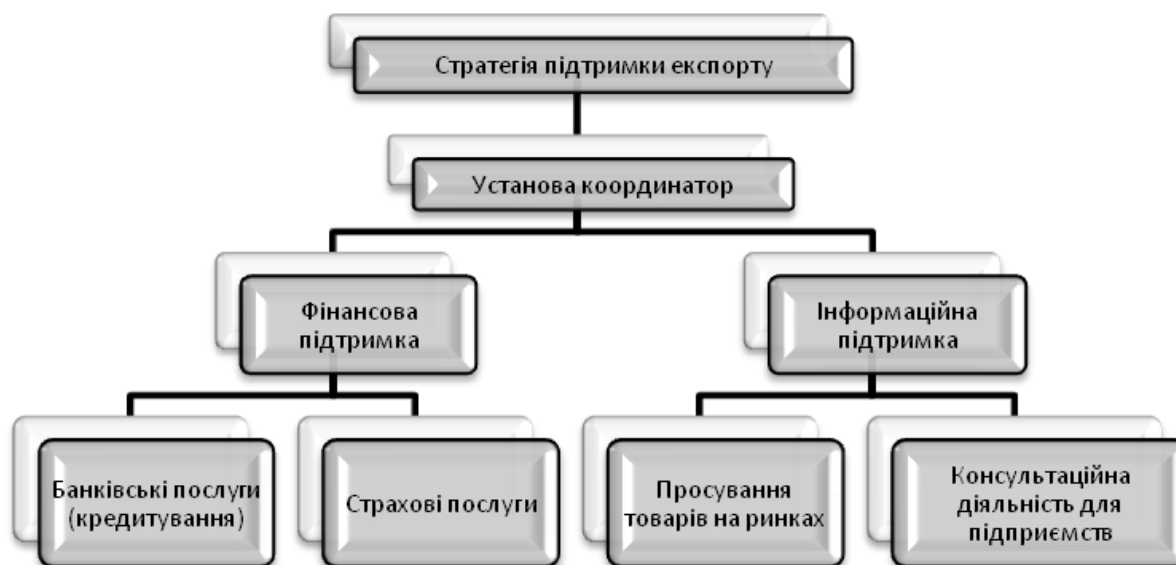 Стратегія підтримки експорту
Установа координатор
Фінансова
підтримка
Інформаційна
підтримка
Банківські послуги
(кредитування)
Страхові послуги
Просування
товарів на ринках
Консультаційна
діяльність для
підприємств